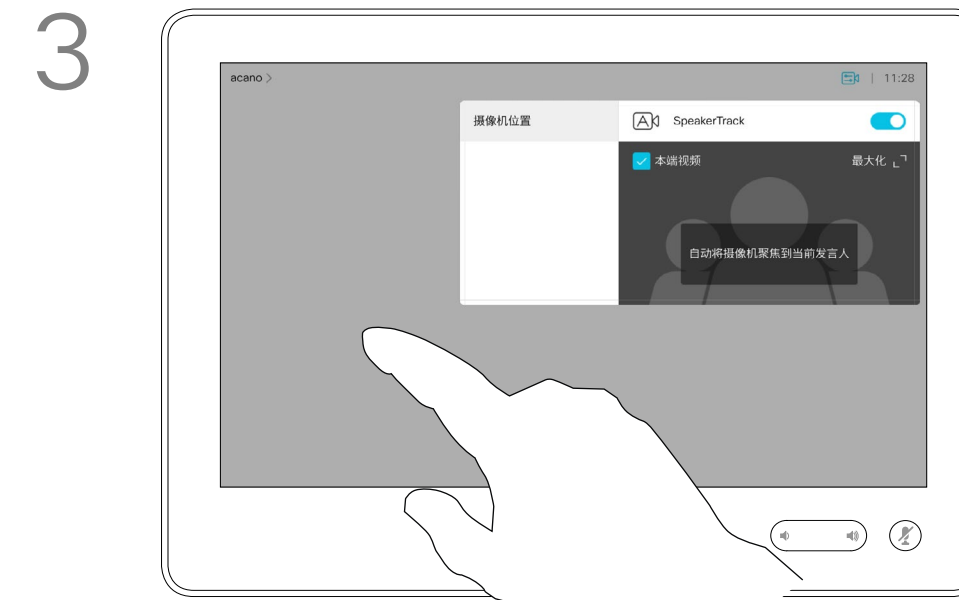 3
acano >
| 11:28
摄像机位置
SpeakerTrack
本端视频
最大化
自动将摄像机聚焦到当前发言人